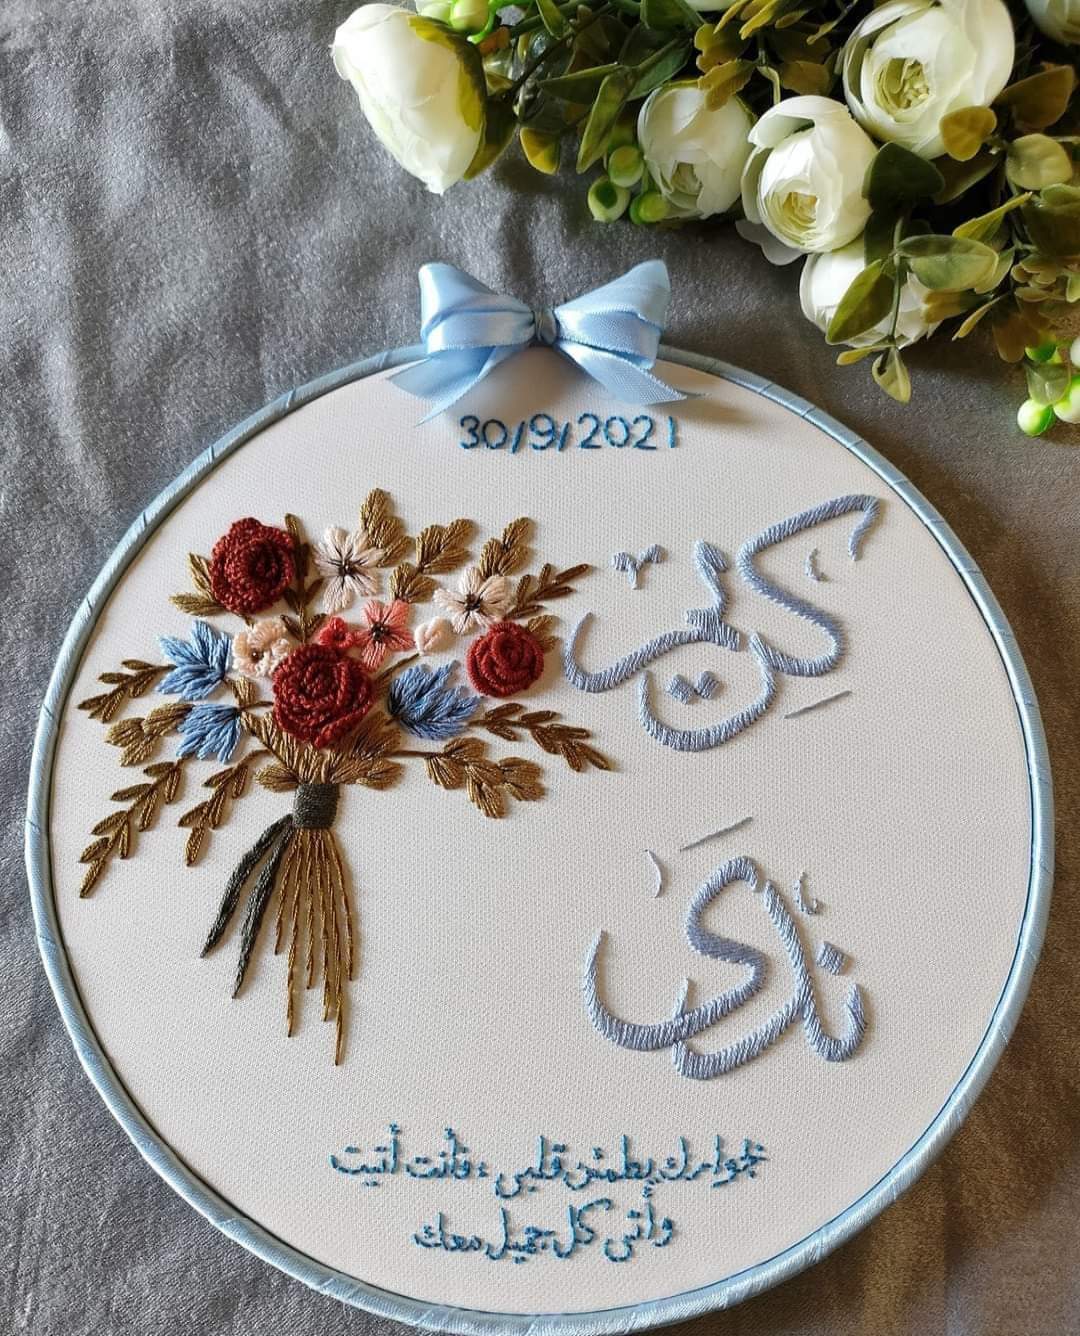 30/9/2021
ندى
بجوارك يطمئن قلبي ؛ فأنت أتيت
وأتى كل جميل معك